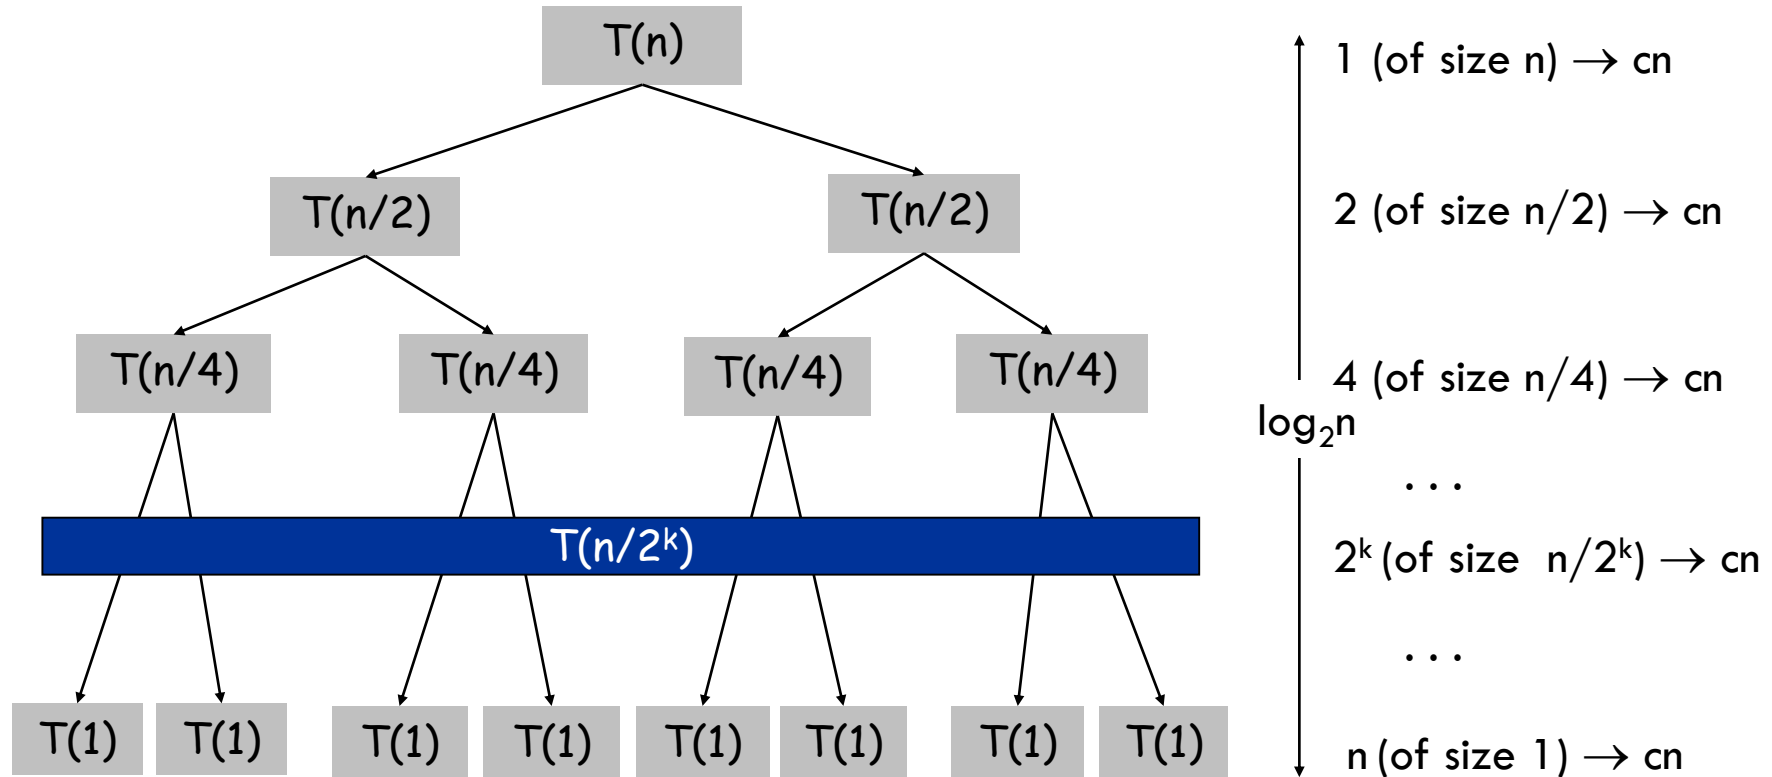 T(n)
1 (of size n) → cn
T(n/2) T(n/2)
2 (of size n/2) → cn
T(n/4) T(n/4) T(n/4) T(n/4)
4 (of size n/4) → cn
log₂n
. . .
T(n/2ᵏ)
2ᵏ (of size n/2ᵏ) → cn
. . .
T(1) T(1) T(1) T(1) T(1) T(1) T(1) T(1)
n (of size 1) → cn